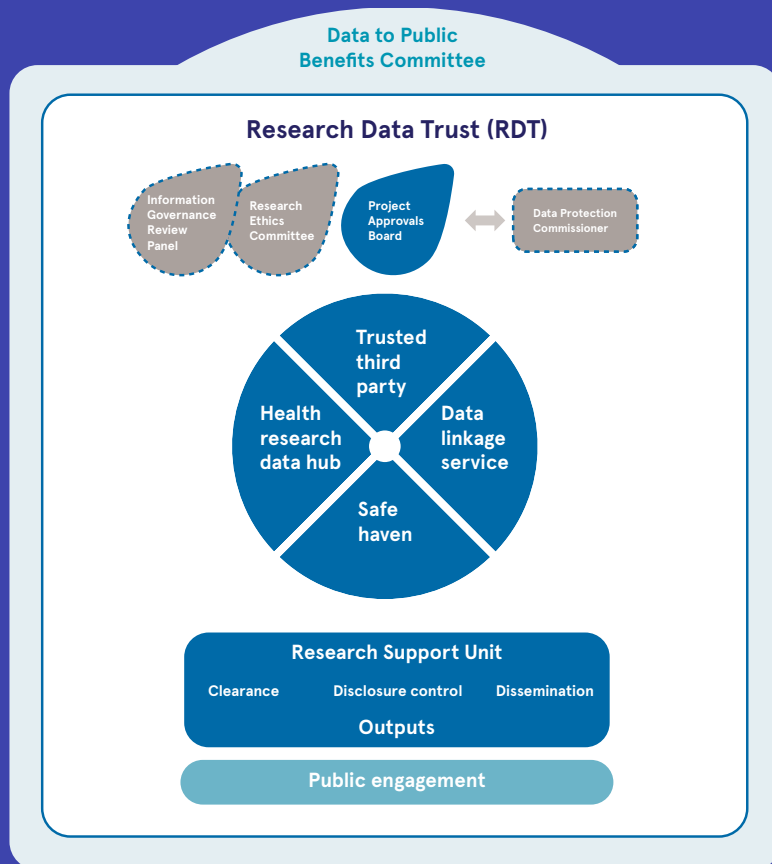 Data to Public
Benefits Committee
Research Data Trust (RDT)
Information
Governance
Review
Panel
Research
Ethics
Committee
Project
Approvals
Board
Data Protection
Commissioner
Trusted
third
party
Health
research
data hub
Data
linkage
service
Safe
haven
Research Support Unit
Clearance Disclosure control Dissemination
Outputs
Public engagement